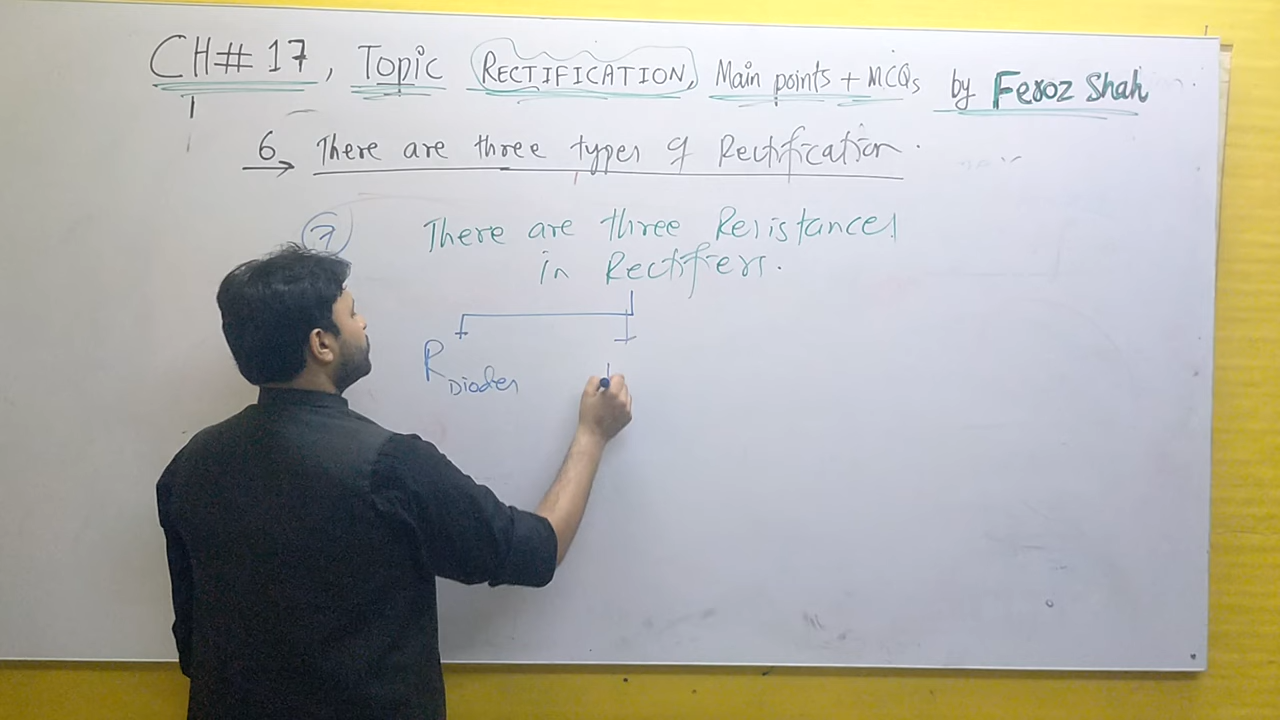 CH# 17, Topic RECTIFICATION, Main points + MCQs by Feroz Shah
6 There are three types of Rectification.
7 There are three Resistances
in Rectifiers.
R Diodes